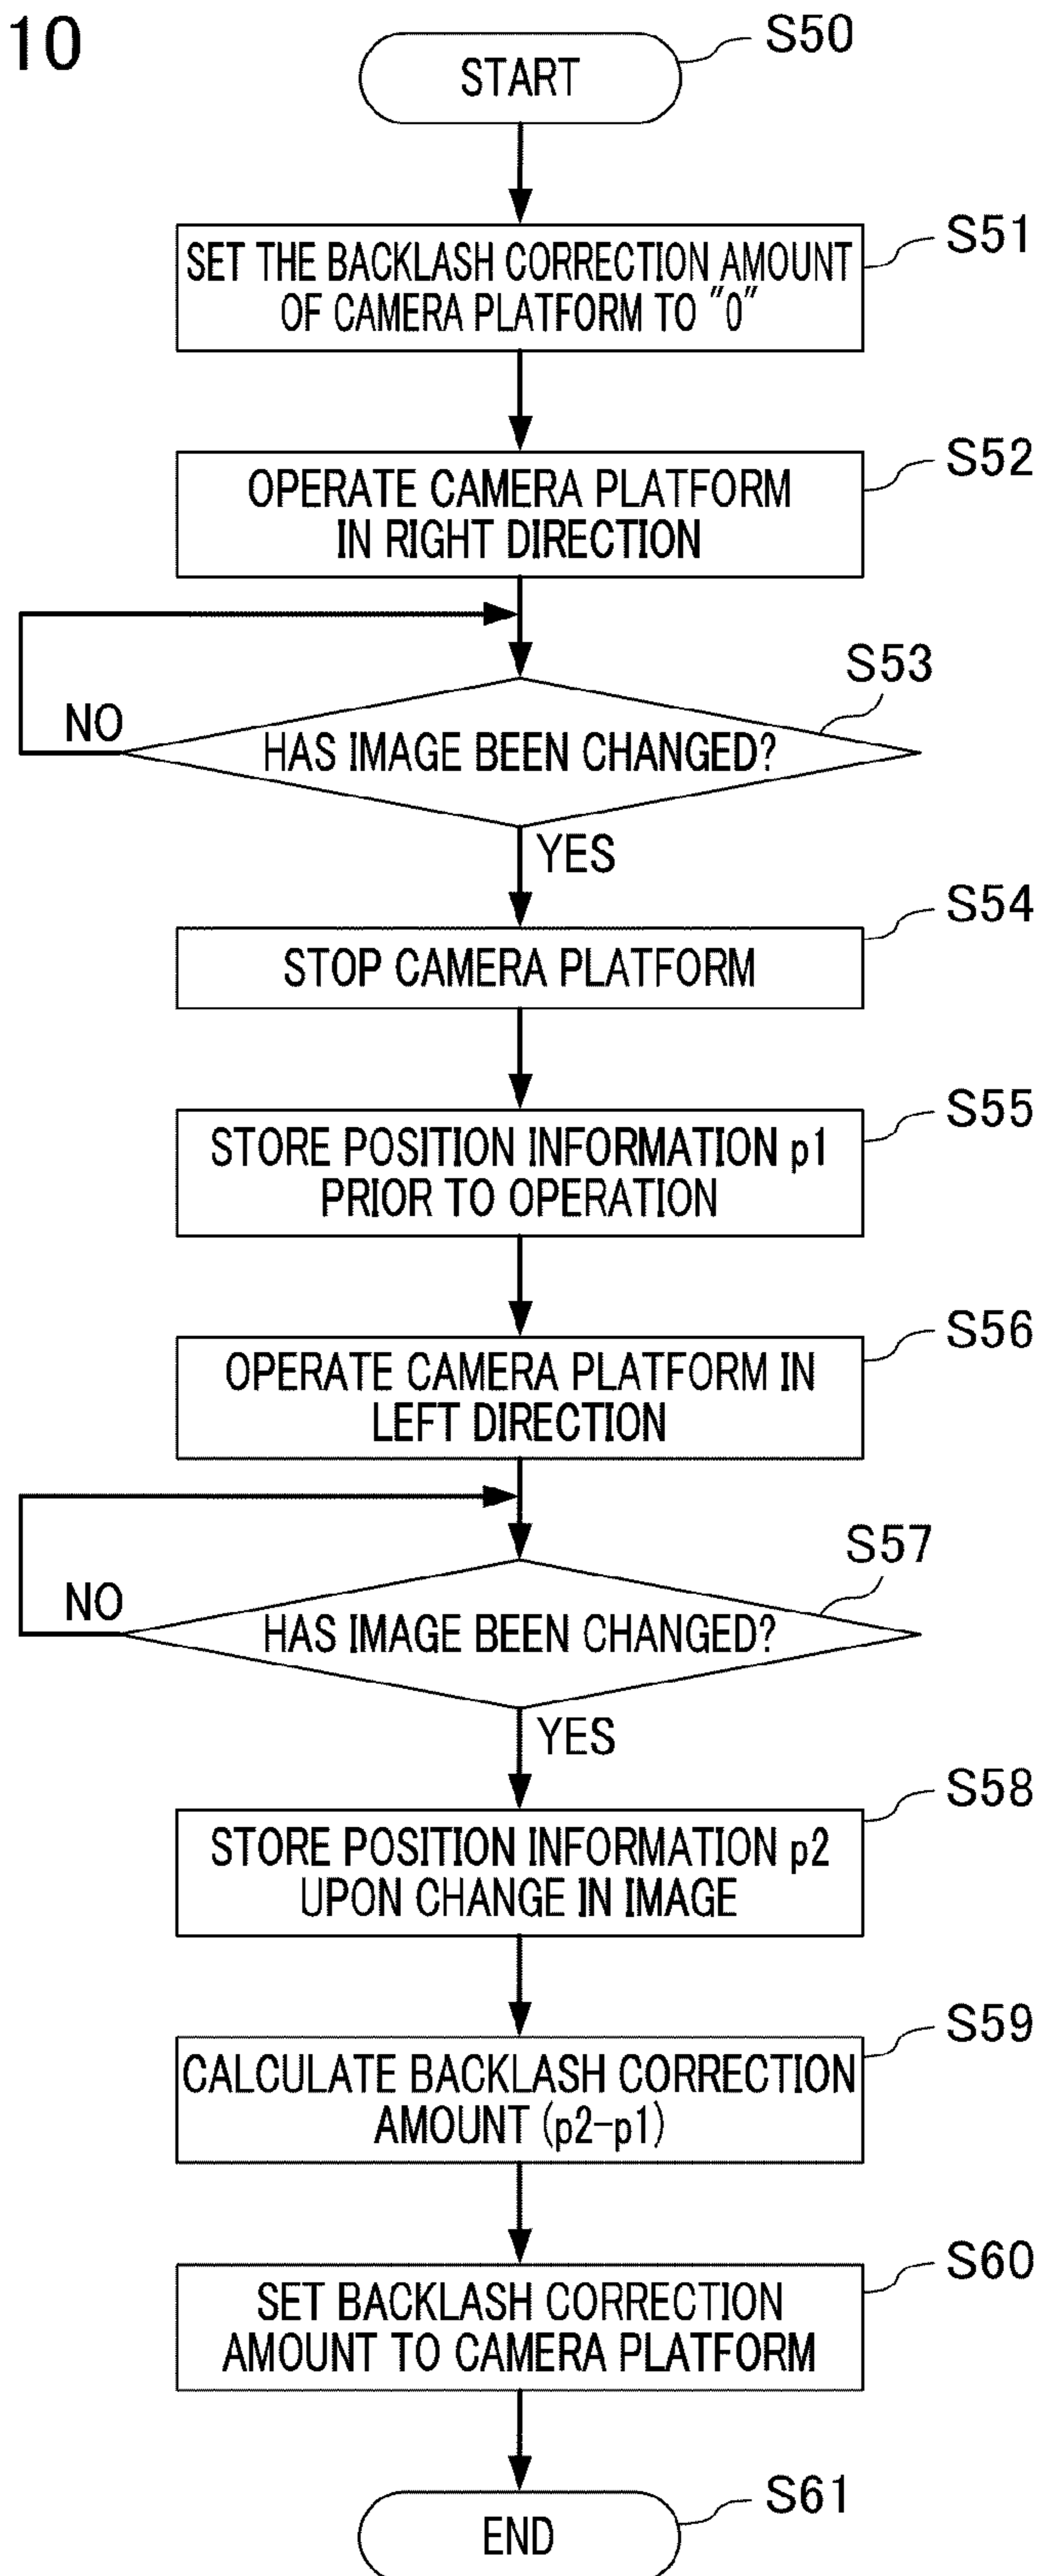 10
START
S50
SET THE BACKLASH CORRECTION AMOUNT
OF CAMERA PLATFORM TO "0"
S51
OPERATE CAMERA PLATFORM
IN RIGHT DIRECTION
S52
HAS IMAGE BEEN CHANGED?
S53
NO
YES
STOP CAMERA PLATFORM
S54
STORE POSITION INFORMATION p1
PRIOR TO OPERATION
S55
OPERATE CAMERA PLATFORM IN
LEFT DIRECTION
S56
HAS IMAGE BEEN CHANGED?
S57
NO
YES
STORE POSITION INFORMATION p2
UPON CHANGE IN IMAGE
S58
CALCULATE BACKLASH CORRECTION
AMOUNT (p2-p1)
S59
SET BACKLASH CORRECTION
AMOUNT TO CAMERA PLATFORM
S60
END
S61